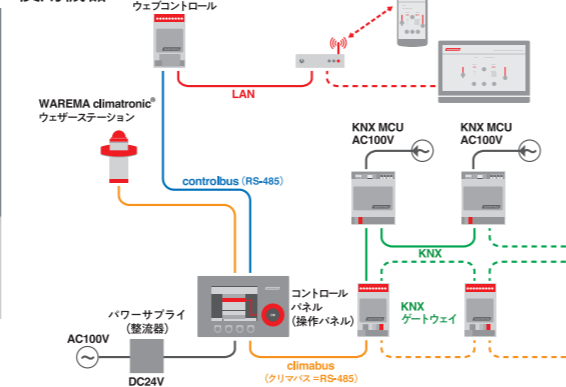 ウェブコントロール
LAN
WAREMA climatronic®
ウェザーステーション
KNX MCU
AC100V
KNX MCU
AC100V
controlbus (RS-485)
KNX
コントロール
パネル
(操作パネル)
KNX
ゲートウェイ
パワーサプライ
(整流器)
AC100V
DC24V
climabus
(クリマバス=RS-485)